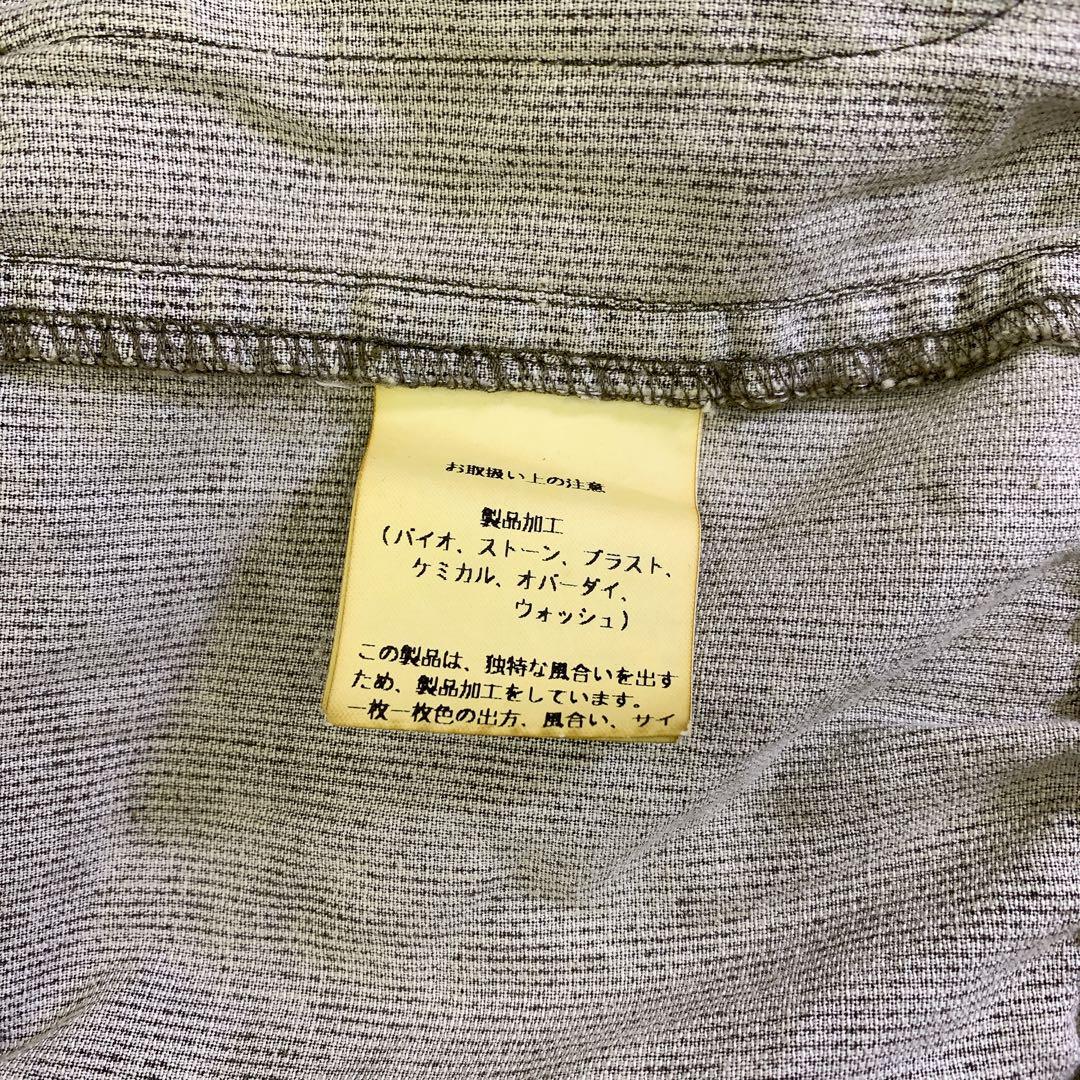 お取扱い上の注意
製品加工
(バイオ、ストーン、ブラスト、
ケミカル、オバーダイ、
ウォッシュ)
この製品は、独特な風合いを出す
ため、製品加工をしています。
一枚一枚色の出方、風合い、サイ